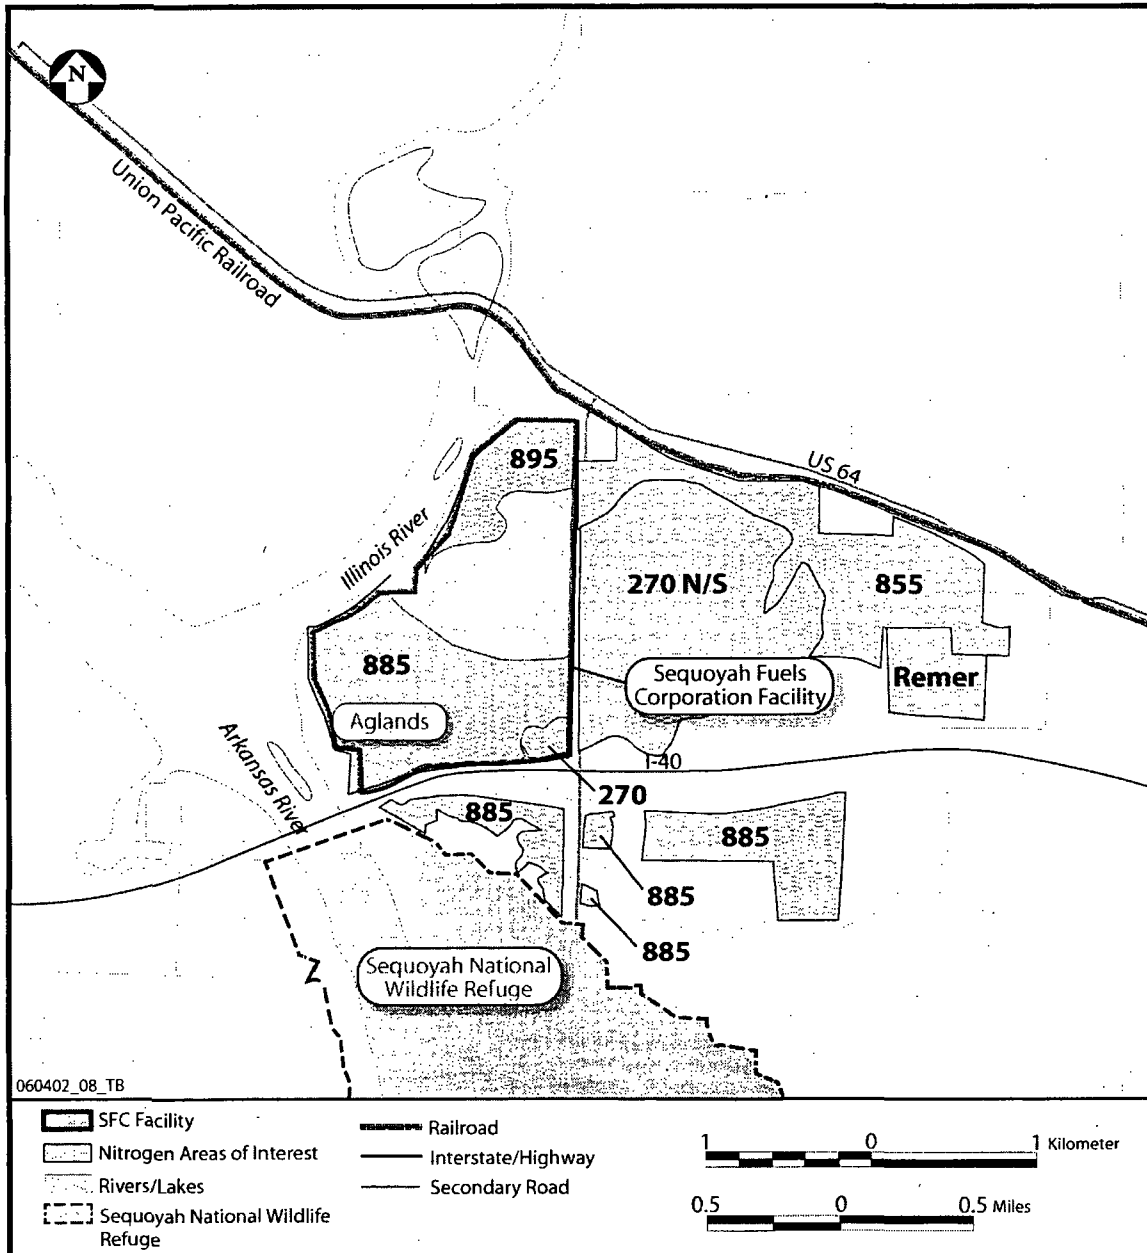 N
Union Pacific Railroad
US 64
895
Illinois River
270 N/S
855
885
Sequoyah Fuels
Corporation Facility
Remer
Aglands
Arkansas River
I-40
270
885
885
885
885
Sequoyah National
Wildlife Refuge
060402_08_TB
SFC Facility
Nitrogen Areas of Interest
Rivers/Lakes
Sequoyah National Wildlife
Refuge
Railroad
Interstate/Highway
Secondary Road
1 0 1 Kilometer
0.5 0 0.5 Miles